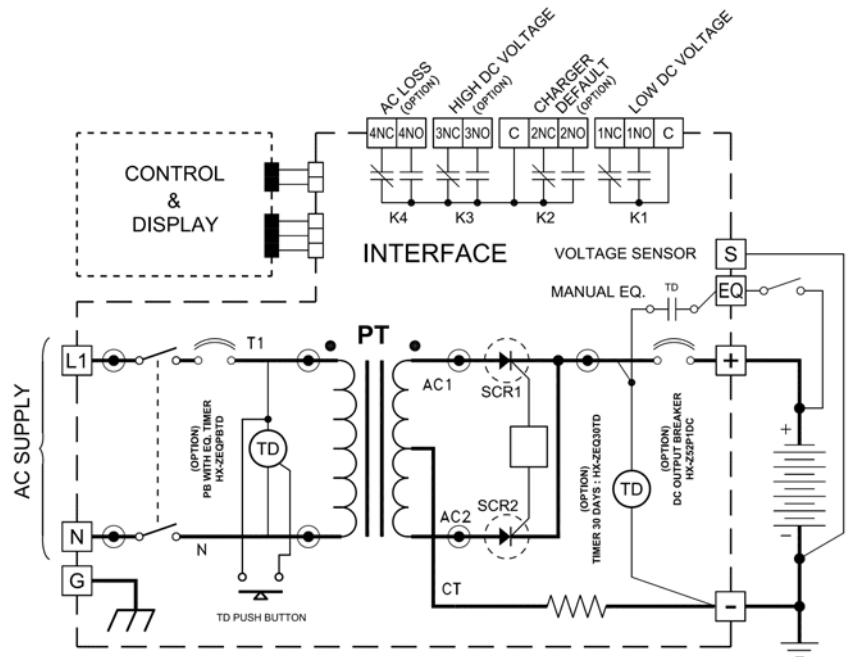 AC LOSS
(OPTION)
HIGH DC VOLTAGE
(OPTION)
CHARGER
DEFAULT
(OPTION)
LOW DC VOLTAGE
4NC 4NO 3NC 3NO C 2NC 2NO 1NC 1NO C
K4 K3 K2 K1
CONTROL
&
DISPLAY
INTERFACE
VOLTAGE SENSOR S
MANUAL EQ. TD EQ
AC SUPPLY
L1
T1
PT
AC1
SCR1
+
(OPTION)
PB WITH EQ. TIMER
HX-ZEQPBTD
TD
(OPTION)
TIMER 30 DAYS : HX-ZEQ30TD
TD
(OPTION)
DC OUTPUT BREAKER
HX-Z52P1DC
+
-
SCR2
AC2
N
N
G
CT
-
TD PUSH BUTTON